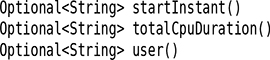 Optional<String> startInstant()
Optional<String> totalCpuDuration()
Optional<String> user()